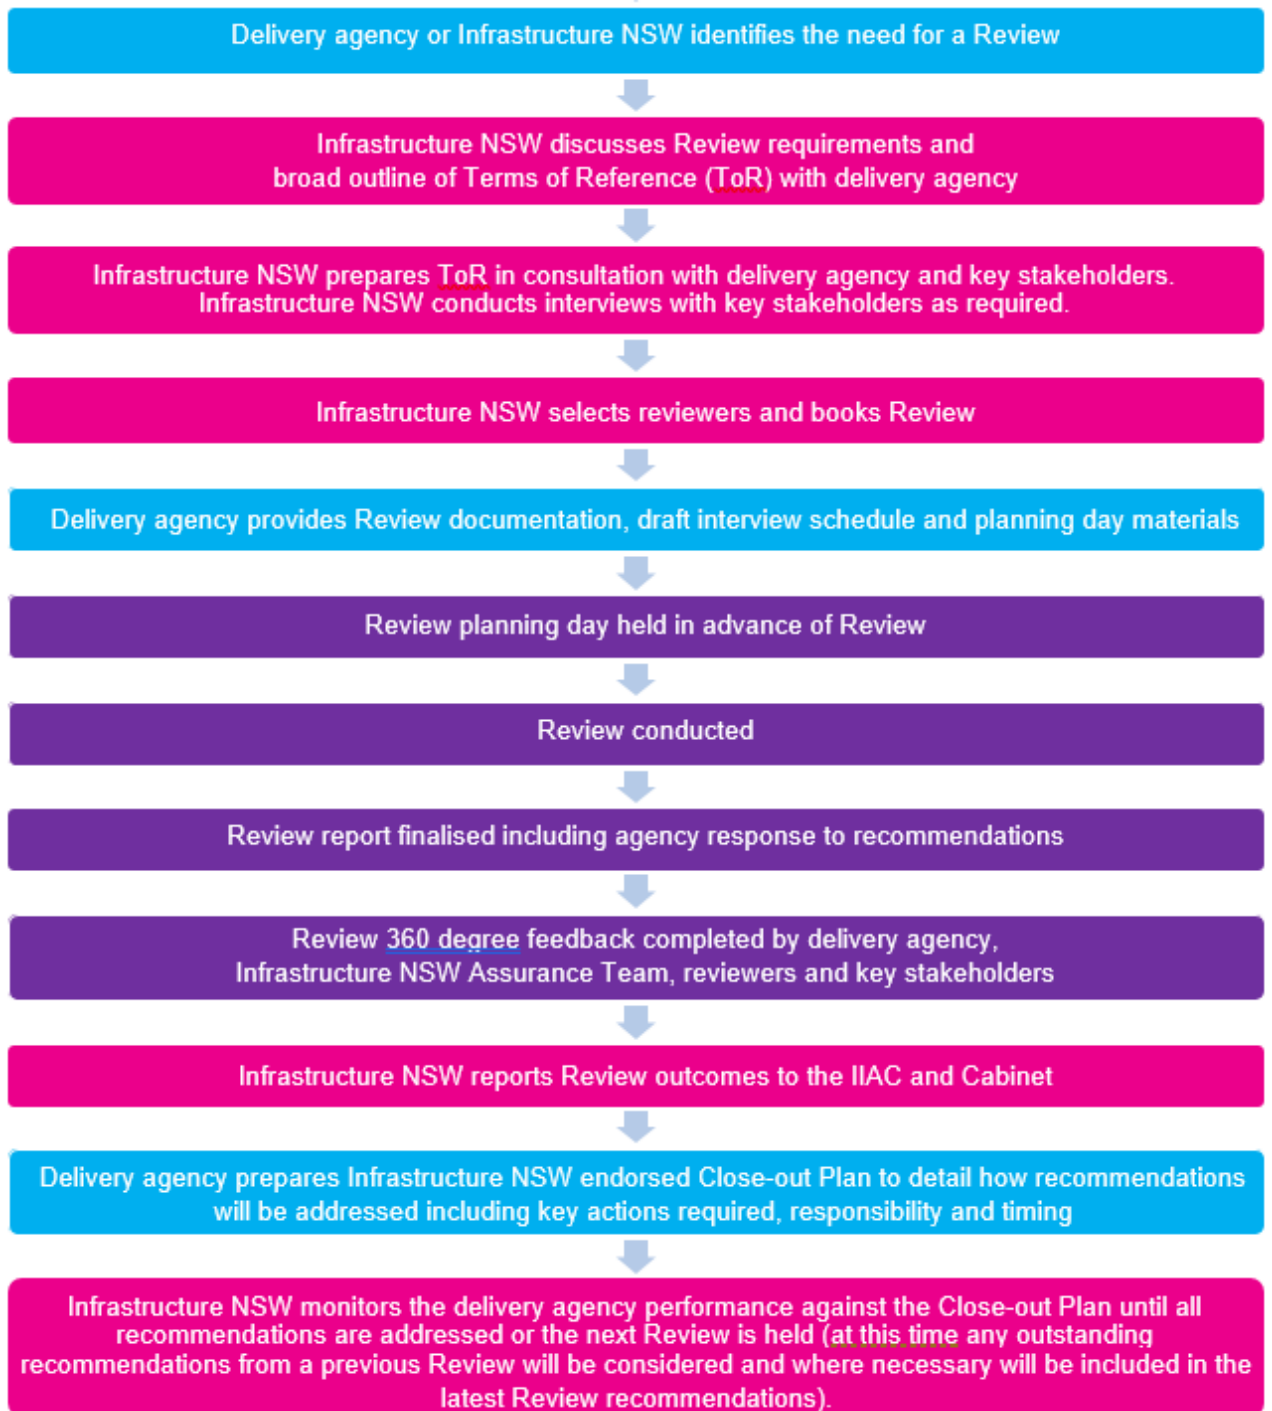 Delivery agency or Infrastructure NSW identifies the need for a Review
Infrastructure NSW discusses Review requirements and
broad outline of Terms of Reference (ToR) with delivery agency
Infrastructure NSW prepares ToR in consultation with delivery agency and key stakeholders.
Infrastructure NSW conducts interviews with key stakeholders as required.
Infrastructure NSW selects reviewers and books Review
Delivery agency provides Review documentation, draft interview schedule and planning day materials
Review planning day held in advance of Review
Review conducted
Review report finalised including agency response to recommendations
Review 360 degree feedback completed by delivery agency,
Infrastructure NSW Assurance Team, reviewers and key stakeholders
Infrastructure NSW reports Review outcomes to the IIAC and Cabinet
Delivery agency prepares Infrastructure NSW endorsed Close-out Plan to detail how recommendations
will be addressed including key actions required, responsibility and timing
Infrastructure NSW monitors the delivery agency performance against the Close-out Plan until all
recommendations are addressed or the next Review is held (at this time any outstanding
recommendations from a previous Review will be considered and where necessary will be included in the
latest Review recommendations).